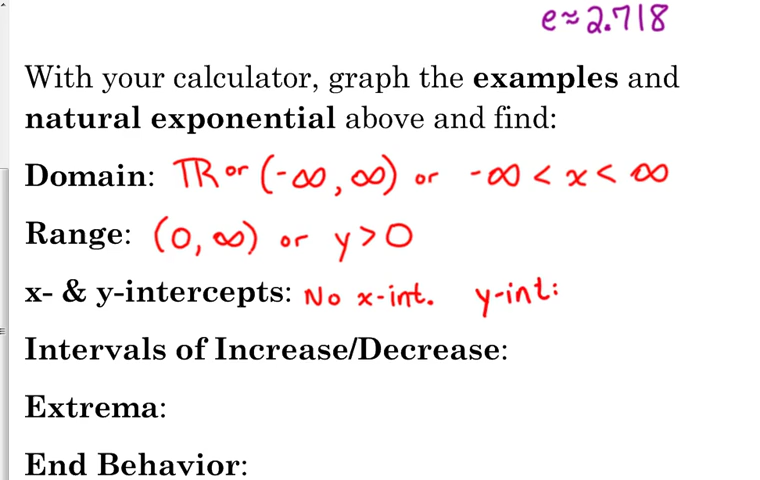 e≈2.718
With your calculator, graph the examples and
natural exponential above and find:
Domain: ℝ or (-∞, ∞) or -∞ < x < ∞
Range: (0, ∞) or y > 0
x- & y-intercepts: No x-int. y-int:
Intervals of Increase/Decrease:
Extrema:
End Behavior: